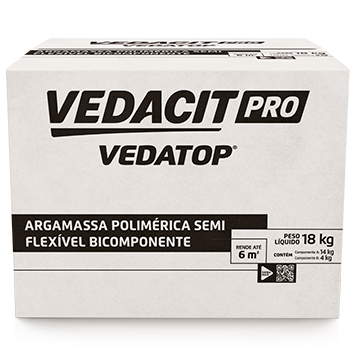 VEDACIT PRO
VEDATOP®
ARGAMASSA POLIMÉRICA SEMI
FLEXÍVEL BICOMPONENTE
RENDE ATÉ
6 m²
PESO
LÍQUIDO 18 kg
CONTÉM: Componente A: 14 kg
Componente B: 4 kg